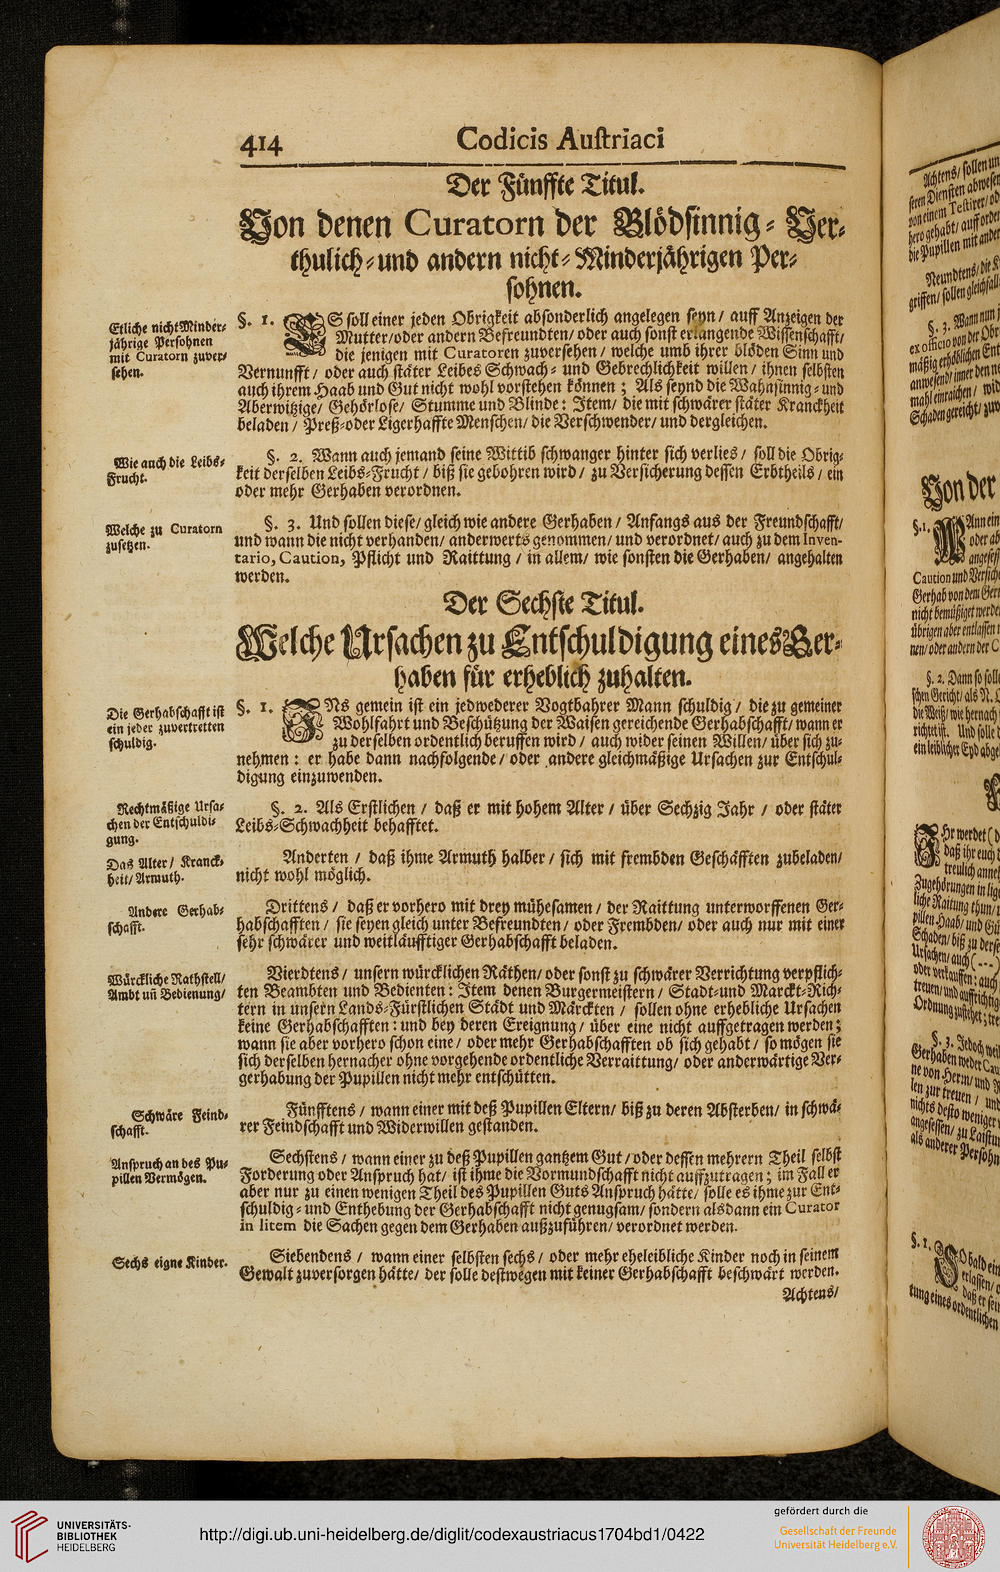 414 Codicis Austriaci
Der Fünffte Titul.
Von denen Curatorn der Blödsinnig- Ver-
thulich- und andern nicht- Minderjährigen Per-
sohnen.
Etliche nicht Minder-
jährige Persohnen
mit Curatorn zuver-
sehen.
§. 1. ES soll einer jeden Obrigkeit absonderlich angelegen seyn / auff Anzeigen der
Mutter / oder andern Befreundten / oder auch sonst erlangende Wissenschafft /
die jenigen mit Curatoren zuversehen / welche umb ihrer blöden Sinn und
Vernunfft / oder auch stäter Leibes Schwach- und Gebrechlichkeit willen / ihnen selbsten
auch ihrem Haab und Gut nicht wohl vorstehen können ; Als seynd die Wahnsinnig- und
Aberwitzige / Gehörlose / Stumme und Blinde : Item / die mit schwärer stäter Kranckheit
beladen / Preß- oder Ligerhaffte Menschen / die Verschwender / und dergleichen.
Wie auch die Leibs-
Frucht.
§. 2. Wann auch jemand seine Wittib schwanger hinter sich verlies / soll die Obrig-
keit derselben Leibs-Frucht / biß sie gebohren wird / zu Versicherung dessen Erbtheils / ein
oder mehr Gerhaben verordnen.
Welche zu Curatorn
zusetzen.
§. 3. Und sollen diese / gleich wie andere Gerhaben / Anfangs aus der Freundschafft /
und wann die nicht verhanden / anderwerts genommen / und verordnet / auch zu dem Inven-
tario, Caution, Pflicht und Raittung / in allem / wie sonsten die Gerhaben / angehalten
werden.
Der Sechste Titul.
Welche Ursachen zu Entschuldigung eines Ger-
haben für erheblich zuhalten.
Die Gerhabschafft ist
ein jeder zuvertretten
schuldig.
§. 1. INs gemein ist ein jedwederer Vogtbahrer Mann schuldig / die zu gemeiner
Wohlfahrt und Beschützung der Waisen gereichende Gerhabschafft / wann er
zu derselben ordentlich beruffen wird / auch wider seinen Willen / über sich zu-
nehmen : er habe dann nachfolgende / oder andere gleichmäßige Ursachen zur Entschul-
digung einzuwenden.
Rechtmäßige Ursa-
chen der Entschuldi-
gung.
§. 2. Als Erstlichen / daß er mit hohem Alter / über Sechzig Jahr / oder stäter
Leibs-Schwachheit behafftet.
Das Alter / Kranck-
heit / Armuth.
Anderten / daß ihme Armuth halber / sich mit frembden Geschäfften zubeladen /
nicht wohl möglich.
Andere Gerhab-
schafft.
Drittens / daß er vorhero mit drey mühesamen / der Raittung unterworffenen Ger-
habschafften / sie seyen gleich unter Befreundten / oder Frembden / oder auch nur mit einer
sehr schwärer und weitläufftiger Gerhabschafft beladen.
Würckliche Rathstell /
Ambt uñ Bedienung /
Vierdtens / unsern würcklichen Räthen / oder sonst zu schwärer Verrichtung verpflich-
ten Beambten und Bedienten : Item denen Burgermeistern / Stadt- und Marckt-Rich-
tern in unsern Lands-Fürstlichen Städt und Märckten / sollen ohne erhebliche Ursachen
keine Gerhabschafften : und bey deren Ereignung / über eine nicht auffgetragen werden ;
wann sie aber vorhero schon eine / oder mehr Gerhabschafften ob sich gehabt / so mögen sie
sich derselben hernacher ohne vorgehende ordentliche Verraittung / oder anderwärtige Ver-
gerhabung der Pupillen nicht mehr entschütten.
Schwäre Feind-
schafft.
Fünfftens / wann einer mit deß Pupillen Eltern / biß zu deren Absterben / in schwä-
rer Feindschafft und Widerwillen gestanden.
Anspruch an des Pu-
pillen Vermögen.
Sechstens / wann einer zu deß Pupillen gantzem Gut / oder dessen mehrern Theil selbst
Forderung oder Anspruch hat / ist ihme die Vormundschafft nicht auffzutragen ; im Fall er
aber nur zu einen wenigen Theil des Pupillen Guts Anspruch hätte / solle es ihme zur Ent-
schuldig- und Enthebung der Gerhabschafft nicht genugsam / sondern alsdann ein Curator
in litem die Sachen gegen dem Gerhaben außzuführen / verordnet werden.
Sechs eigne Kinder.
Siebendens / wann einer selbsten sechs / oder mehr eheleibliche Kinder noch in seinem
Gewalt zuversorgen hätte / der solle destwegen mit keiner Gerhabschafft beschwärt werden.
Achtens /
UNIVERSITÄTS-
BIBLIOTHEK
HEIDELBERG
http://digi.ub.uni-heidelberg.de/diglit/codexaustriacus1704bd1/0422
gefördert durch die
Gesellschaft der Freunde
Universität Heidelberg e.V.